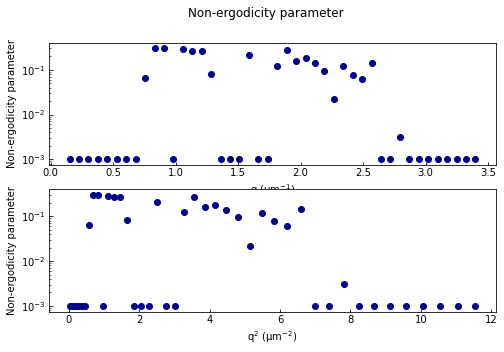 Non-ergodicity parameter
Non-ergodicity parameter
10⁻¹
10⁻²
10⁻³
0.0 0.5 1.0 1.5 2.0 2.5 3.0 3.5
q (μm⁻¹)
Non-ergodicity parameter
10⁻¹
10⁻²
10⁻³
0 2 4 6 8 10 12
q² (μm⁻²)